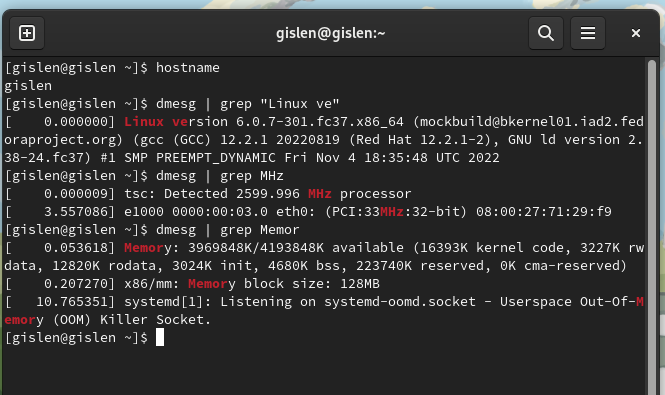 gislen@gislen:~
[gislen@gislen ~]$ hostname
gislen
[gislen@gislen ~]$ dmesg | grep "Linux ve"
[    0.000000] Linux version 6.0.7-301.fc37.x86_64 (mockbuild@bkernel01.iad2.fed
oraproject.org) (gcc (GCC) 12.2.1 20220819 (Red Hat 12.2.1-2), GNU ld version 2.
38-24.fc37) #1 SMP PREEMPT_DYNAMIC Fri Nov 4 18:35:48 UTC 2022
[gislen@gislen ~]$ dmesg | grep MHz
[    0.000009] tsc: Detected 2599.996 MHz processor
[    3.557086] e1000 0000:00:03.0 eth0: (PCI:33MHz:32-bit) 08:00:27:71:29:f9
[gislen@gislen ~]$ dmesg | grep Memor
[    0.053618] Memory: 3969848K/4193848K available (16393K kernel code, 3227K rw
data, 12820K rodata, 3024K init, 4680K bss, 223740K reserved, 0K cma-reserved)
[    0.207270] x86/mm: Memory block size: 128MB
[   10.765351] systemd[1]: Listening on systemd-oomd.socket - Userspace Out-Of-M
emory (OOM) Killer Socket.
[gislen@gislen ~]$